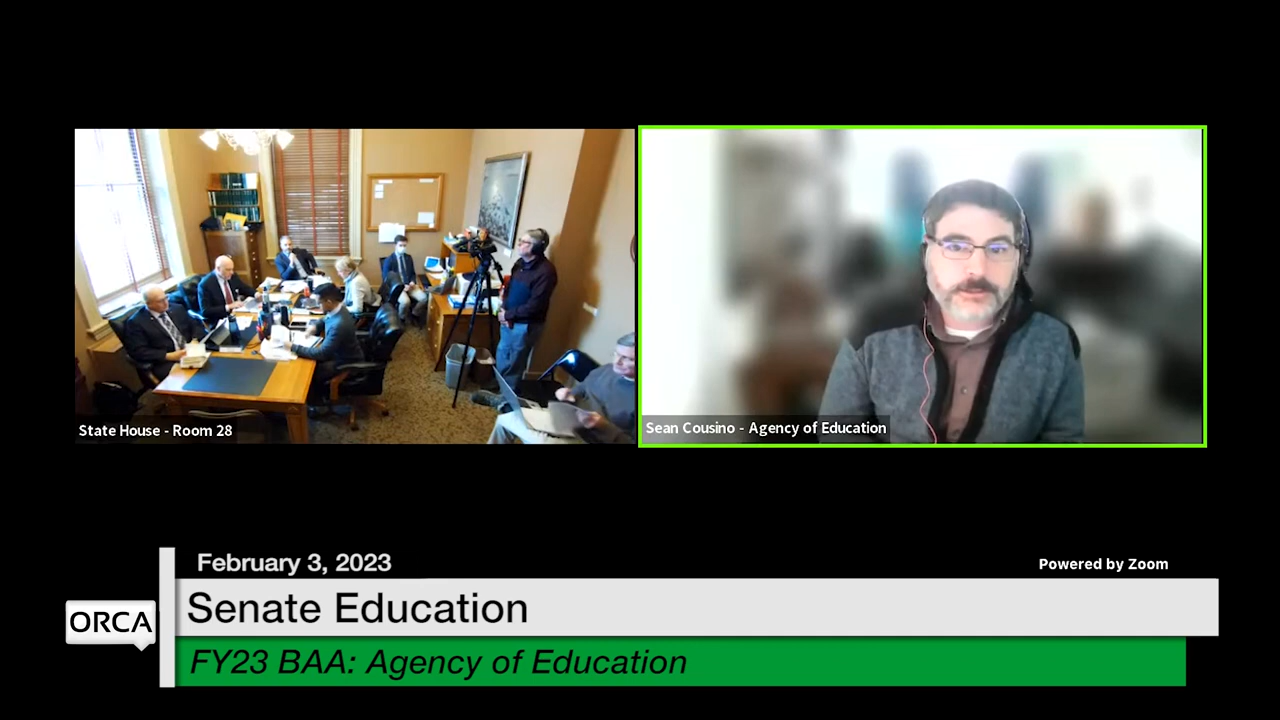 State House - Room 28
Sean Cousino - Agency of Education
February 3, 2023
Powered by Zoom
ORCA
Senate Education
FY23 BAA: Agency of Education